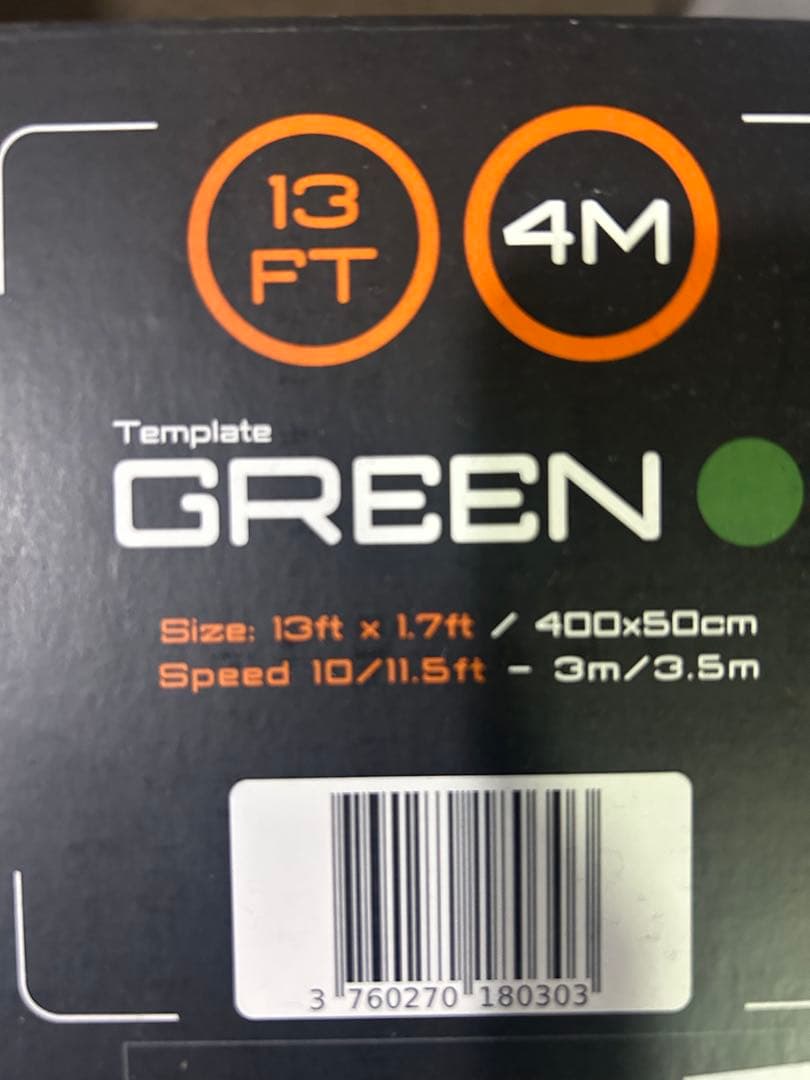 13
FT
4M
Template
GREEN
Size: 13ft x 1.7ft / 400x50cm
Speed 10/11.5ft - 3m/3.5m
3 760270 180303